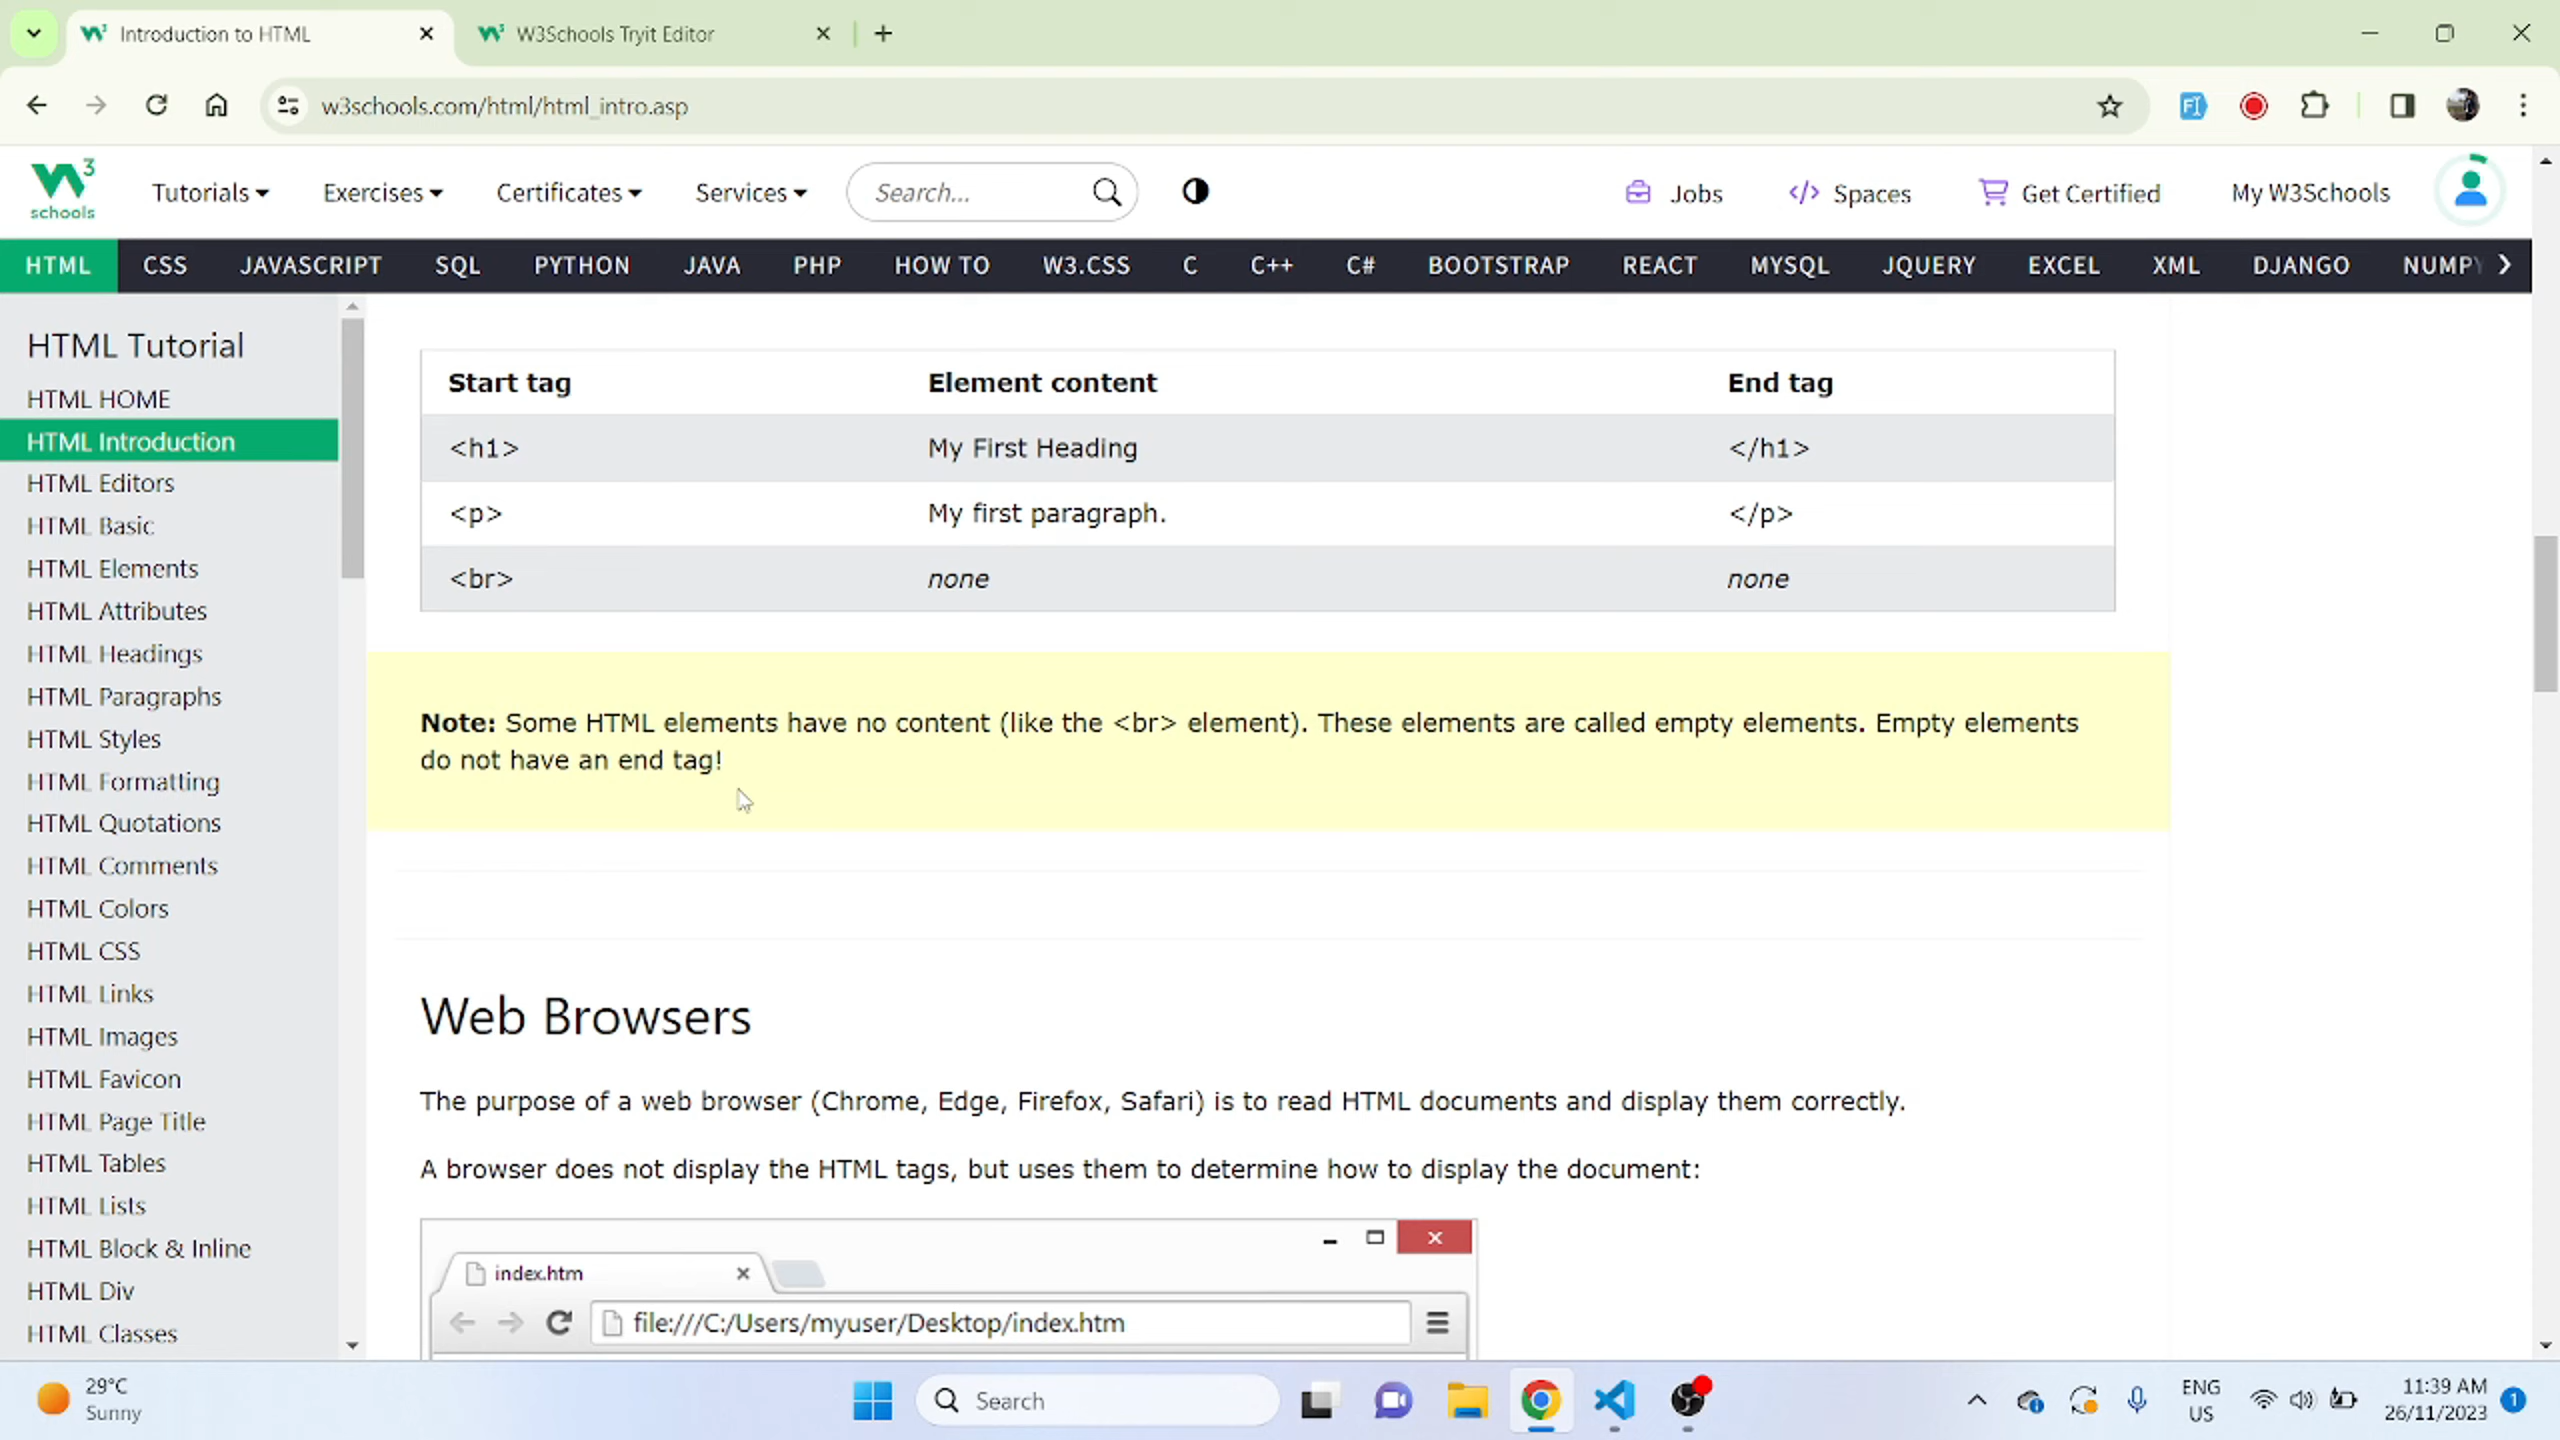 Introduction to HTML
W3Schools Tryit Editor
w3schools.com/html/html_intro.asp
W3 schools
Tutorials
Exercises
Certificates
Services
Search...
Jobs
Spaces
Get Certified
My W3Schools
HTML CSS JAVASCRIPT SQL PYTHON JAVA PHP HOW TO W3.CSS C C++ C# BOOTSTRAP REACT MYSQL JQUERY EXCEL XML DJANGO NUMPY
HTML Tutorial
HTML HOME
HTML Introduction
HTML Editors
HTML Basic
HTML Elements
HTML Attributes
HTML Headings
HTML Paragraphs
HTML Styles
HTML Formatting
HTML Quotations
HTML Comments
HTML Colors
HTML CSS
HTML Links
HTML Images
HTML Favicon
HTML Page Title
HTML Tables
HTML Lists
HTML Block & Inline
HTML Div
HTML Classes
Start tag Element content End tag
<h1> My First Heading </h1>
<p> My first paragraph. </p>
<br> none none
Note: Some HTML elements have no content (like the <br> element). These elements are called empty elements. Empty elements
do not have an end tag!
Web Browsers
The purpose of a web browser (Chrome, Edge, Firefox, Safari) is to read HTML documents and display them correctly.
A browser does not display the HTML tags, but uses them to determine how to display the document:
index.htm
file:///C:/Users/myuser/Desktop/index.htm
29°C
Sunny
Search
ENG
US
11:39 AM
26/11/2023
1